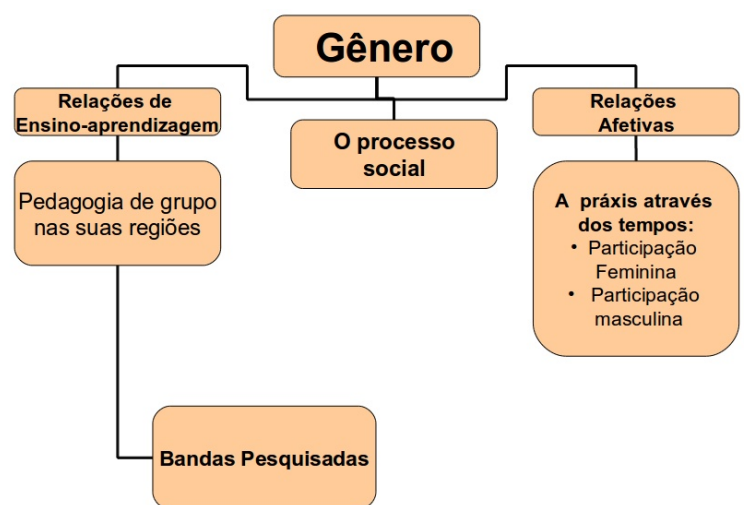 Gênero
Relações de
Ensino-aprendizagem
O processo
social
Relações
Afetivas
Pedagogia de grupo
nas suas regiões
A práxis através
dos tempos:
• Participação
Feminina
• Participação
masculina
Bandas Pesquisadas